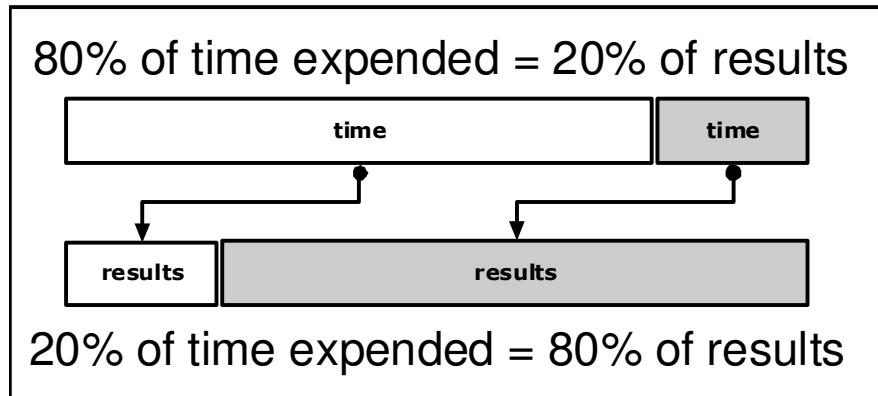 80% of time expended = 20% of results
time time
results results
20% of time expended = 80% of results